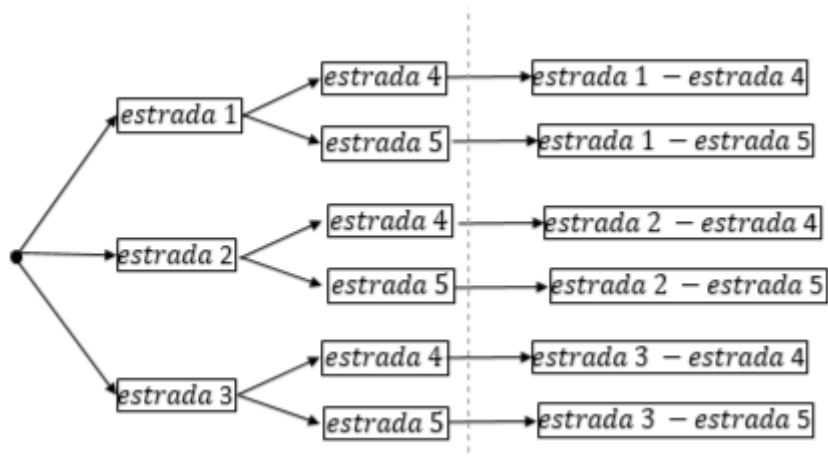 estrada 4
estrada 1 - estrada 4
estrada 1
estrada 5
estrada 1 - estrada 5
estrada 4
estrada 2 - estrada 4
estrada 2
estrada 5
estrada 2 - estrada 5
estrada 4
estrada 3 - estrada 4
estrada 3
estrada 5
estrada 3 - estrada 5